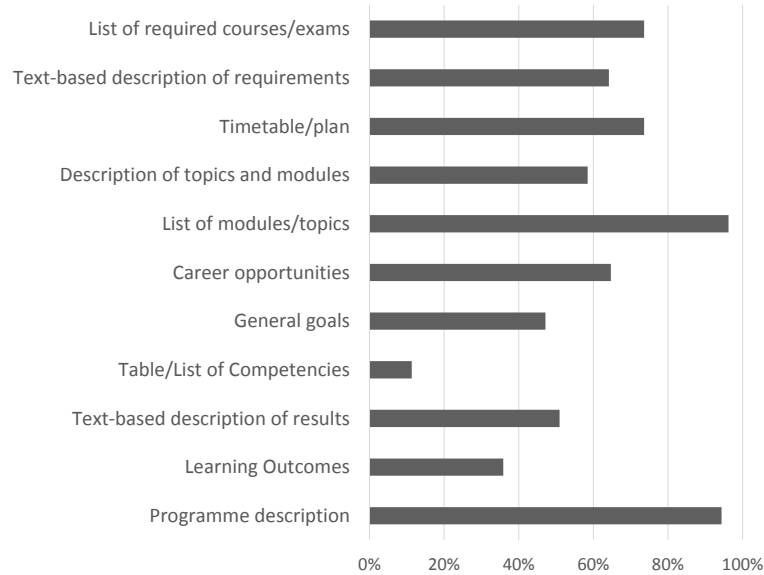 List of required courses/exams
Text-based description of requirements
Timetable/plan
Description of topics and modules
List of modules/topics
Career opportunities
General goals
Table/List of Competencies
Text-based description of results
Learning Outcomes
Programme description
0% 20% 40% 60% 80% 100%